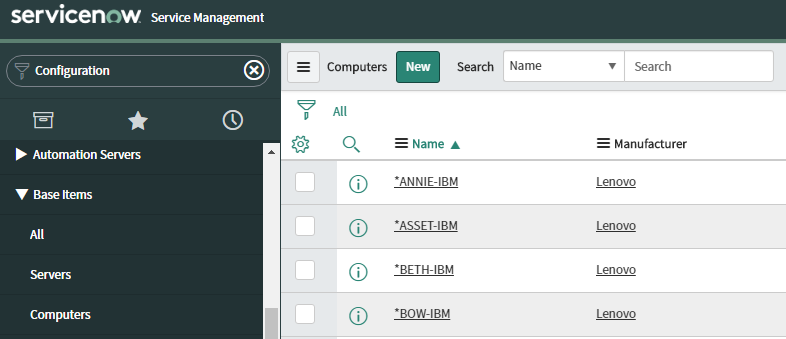 servicenow. Service Management
Configuration
Automation Servers
Base Items
All
Servers
Computers
Computers New Search Name Search
All
Name Manufacturer
*ANNIE-IBM Lenovo
*ASSET-IBM Lenovo
*BETH-IBM Lenovo
*BOW-IBM Lenovo